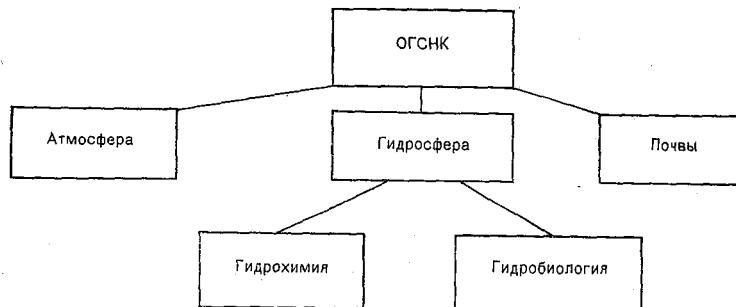 ОГСНК
Атмосфера
Гидросфера
Почвы
Гидрохимия
Гидробиология